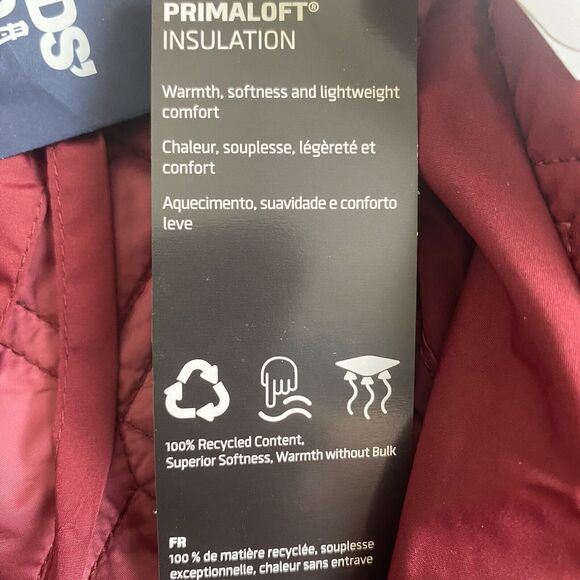 DS
PRIMALOFT®
INSULATION
Warmth, softness and lightweight
comfort
Chaleur, souplesse, légèreté et
confort
Aquecimento, suavidade e conforto
leve
100% Recycled Content,
Superior Softness, Warmth without Bulk
FR
100 % de matière recyclée, souplesse
exceptionnelle, chaleur sans entrave